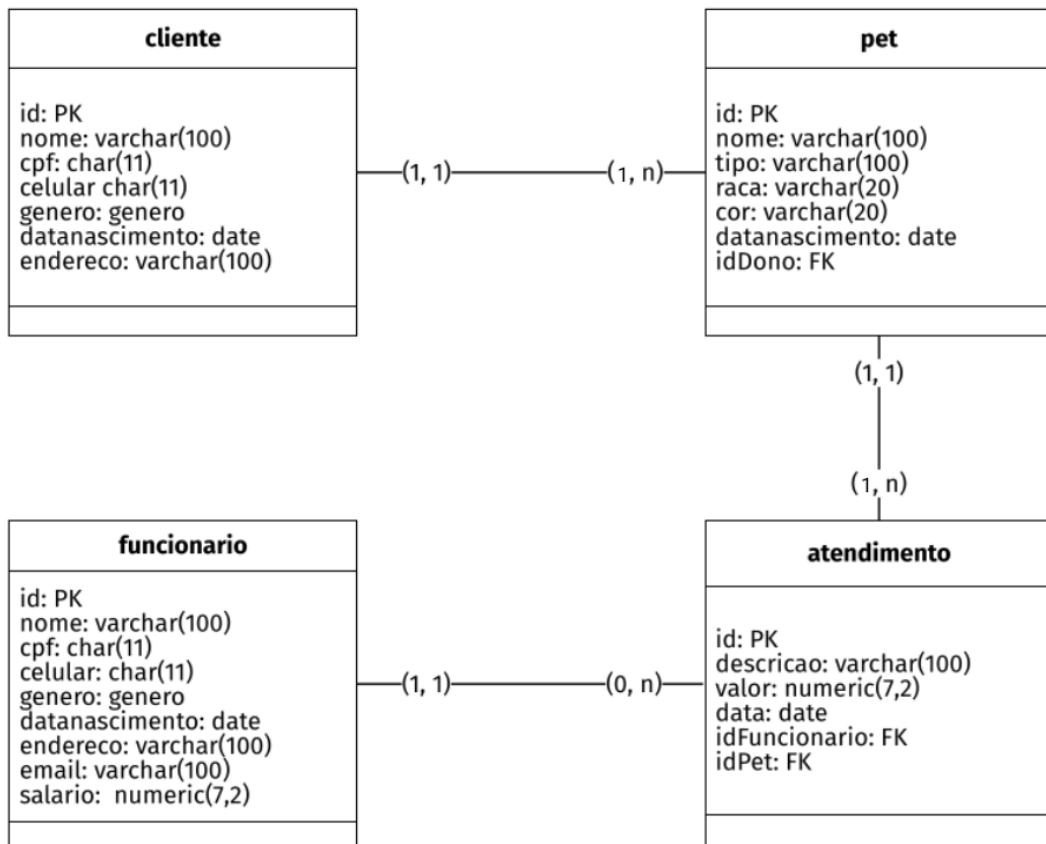 cliente
id: PK
nome: varchar(100)
cpf: char(11)
celular char(11)
genero: genero
datanascimento: date
endereco: varchar(100)
(1, 1)
(1, n)
pet
id: PK
nome: varchar(100)
tipo: varchar(100)
raca: varchar(20)
cor: varchar(20)
datanascimento: date
idDono: FK
(1, 1)
(1, n)
funcionario
id: PK
nome: varchar(100)
cpf: char(11)
celular: char(11)
genero: genero
datanascimento: date
endereco: varchar(100)
email: varchar(100)
salario: numeric(7,2)
(1, 1)
(0, n)
atendimento
id: PK
descricao: varchar(100)
valor: numeric(7,2)
data: date
idFuncionario: FK
idPet: FK